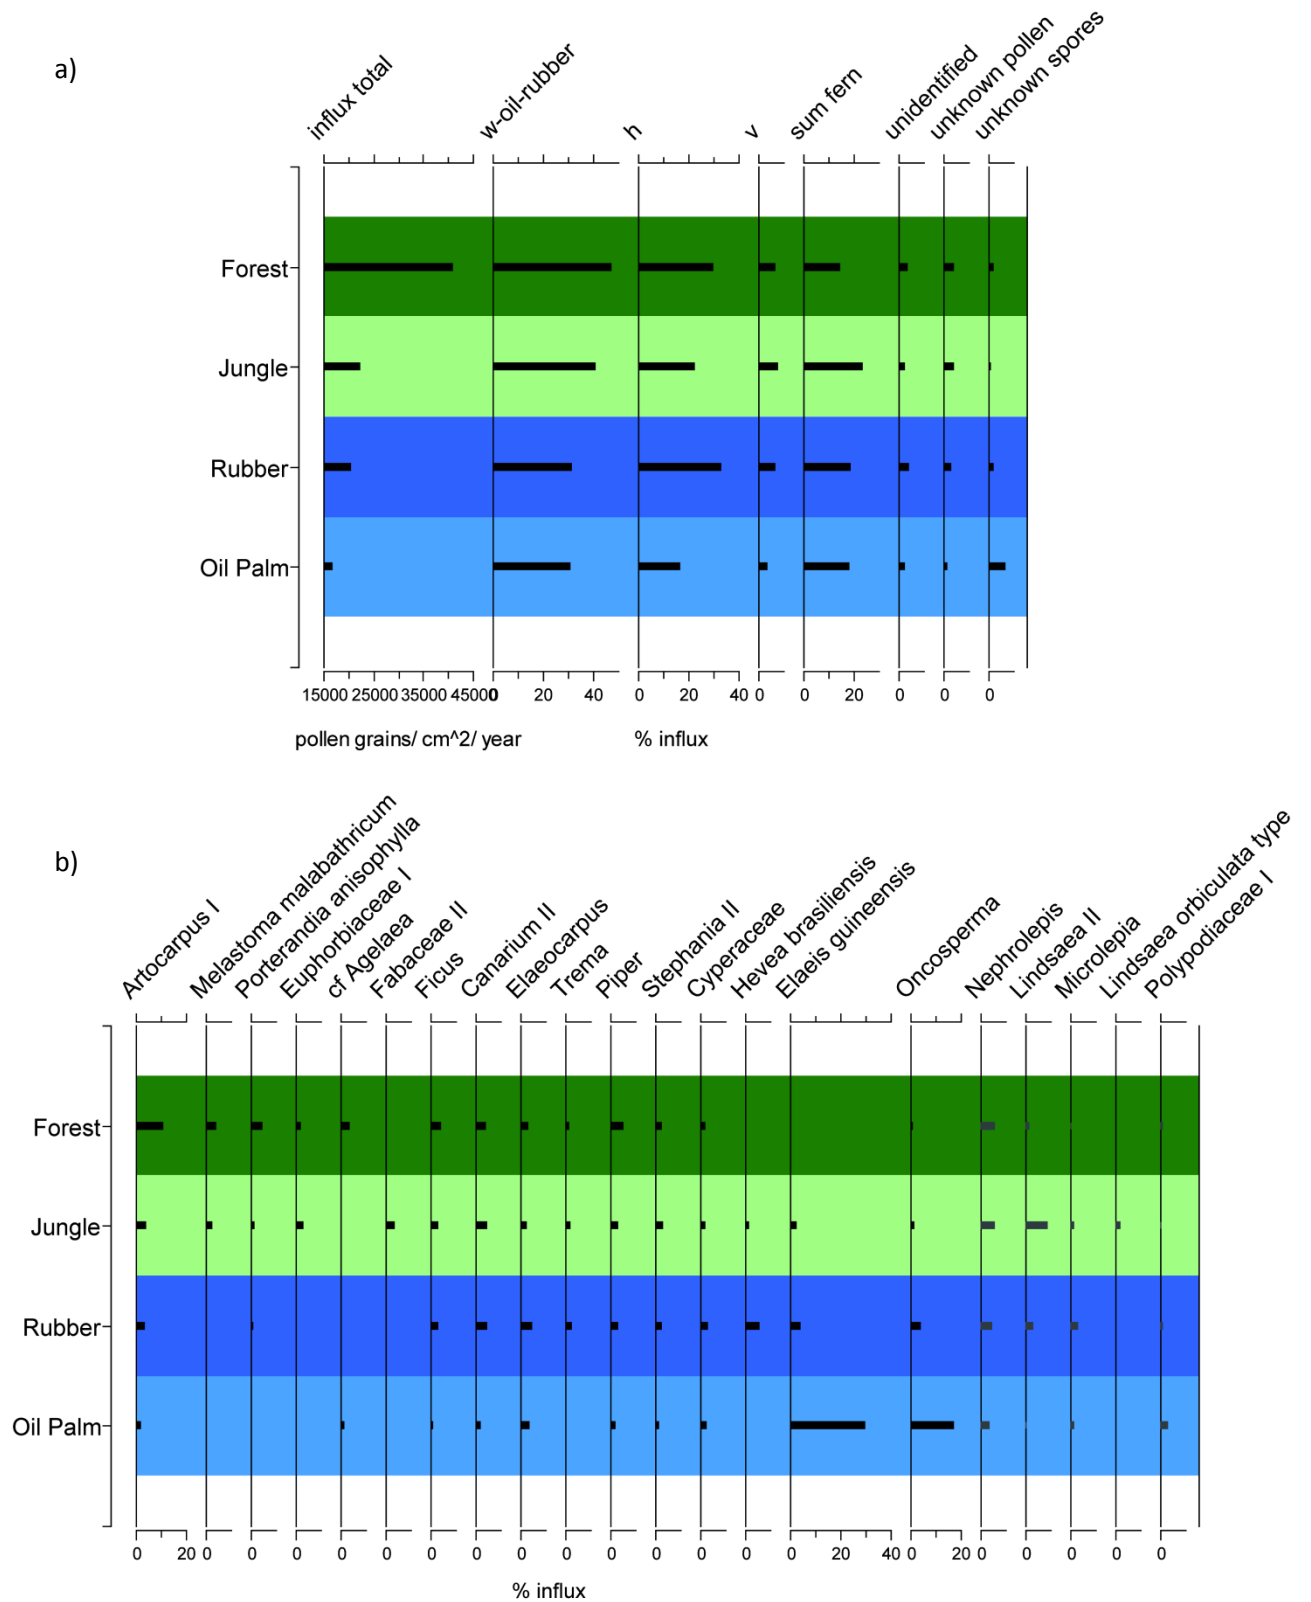 a)
influx total
w-oil-rubber
h
v
sum fern
unidentified
unknown pollen
unknown spores
Forest
Jungle
Rubber
Oil Palm
15000 25000 35000 45000 0 20 40 0 20 40 0 0 20 0 0 0
pollen grains/ cm^2/ year % influx
b)
Artocarpus I
Melastoma malabathricum
Porterandia anisophylla
Euphorbiaceae I
cf Agelaea
Fabaceae II
Ficus
Canarium II
Elaeocarpus
Trema
Piper
Stephania II
Cyperaceae
Hevea brasiliensis
Elaeis guineensis
Oncosperma
Nephrolepis
Lindsaea II
Microlepia
Lindsaea orbiculata type
Polypodiaceae I
Forest
Jungle
Rubber
Oil Palm
0 20 0 0 0 0 0 0 0 0 0 0 0 0 0 0 20 40 0 20 0 0 0 0 0
% influx